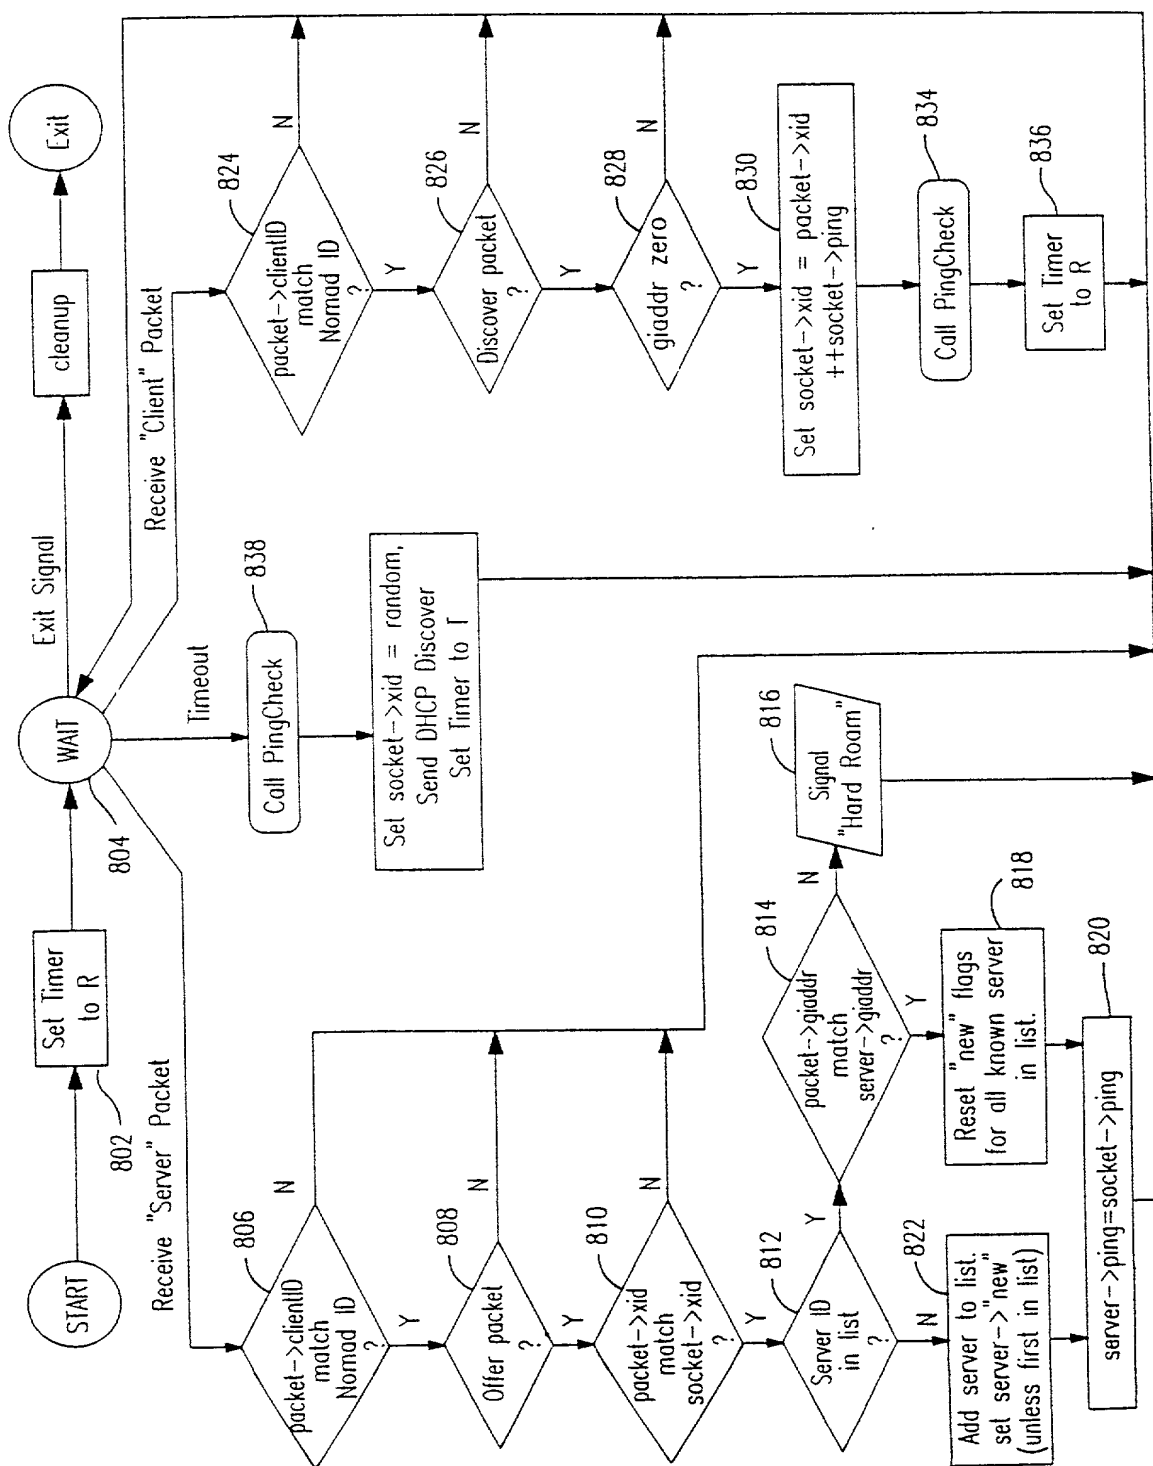 START
Set Timer
to R
802
WAIT
804
Exit Signal
cleanup
Exit
Receive "Server" Packet
Timeout
Receive "Client" Packet
packet->clientID
match
Nomad ID
?
806
N
Y
Offer packet
?
808
N
Y
packet->xid
match
socket->xid
?
810
N
Y
Server ID
in list
?
812
Y
N
packet->giaddr
match
server->giaddr
?
814
N
Y
Signal
"Hard Roam"
816
Reset "new" flags
for all known server
in list.
818
Add server to list.
set server->"new"
(unless first in list)
822
server->ping=socket->ping
820
Call PingCheck
838
Set socket->xid = random,
Send DHCP Discover
Set Timer to T
packet->clientID
match
Nomad ID
?
824
N
Y
Discover packet
?
826
N
Y
giaddr zero
?
828
N
Y
Set socket->xid = packet->xid
++socket->ping
830
Call PingCheck
834
Set Timer
to R
836